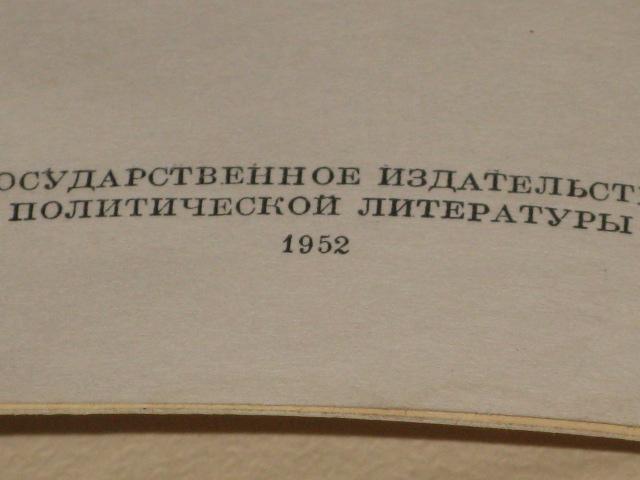 ОСУДАРСТВЕННОЕ ИЗДАТЕЛЬСТ
ПОЛИТИЧЕСКОЙ ЛИТЕРАТУРЫ
1952